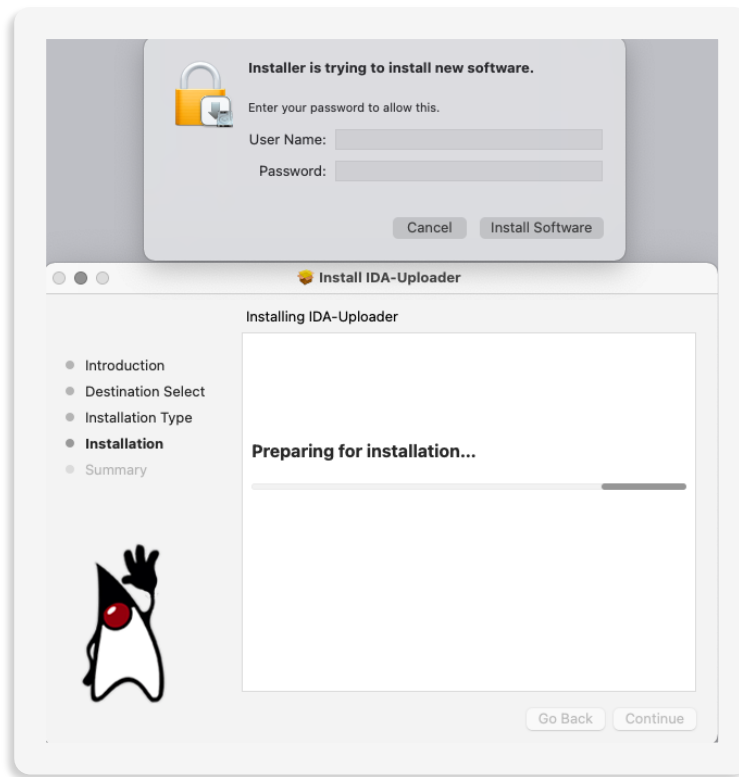 Installer is trying to install new software.
Enter your password to allow this.
User Name:
Password:
Cancel
Install Software
Install IDA-Uploader
Installing IDA-Uploader
Introduction
Destination Select
Installation Type
Installation
Summary
Preparing for installation...
Go Back
Continue